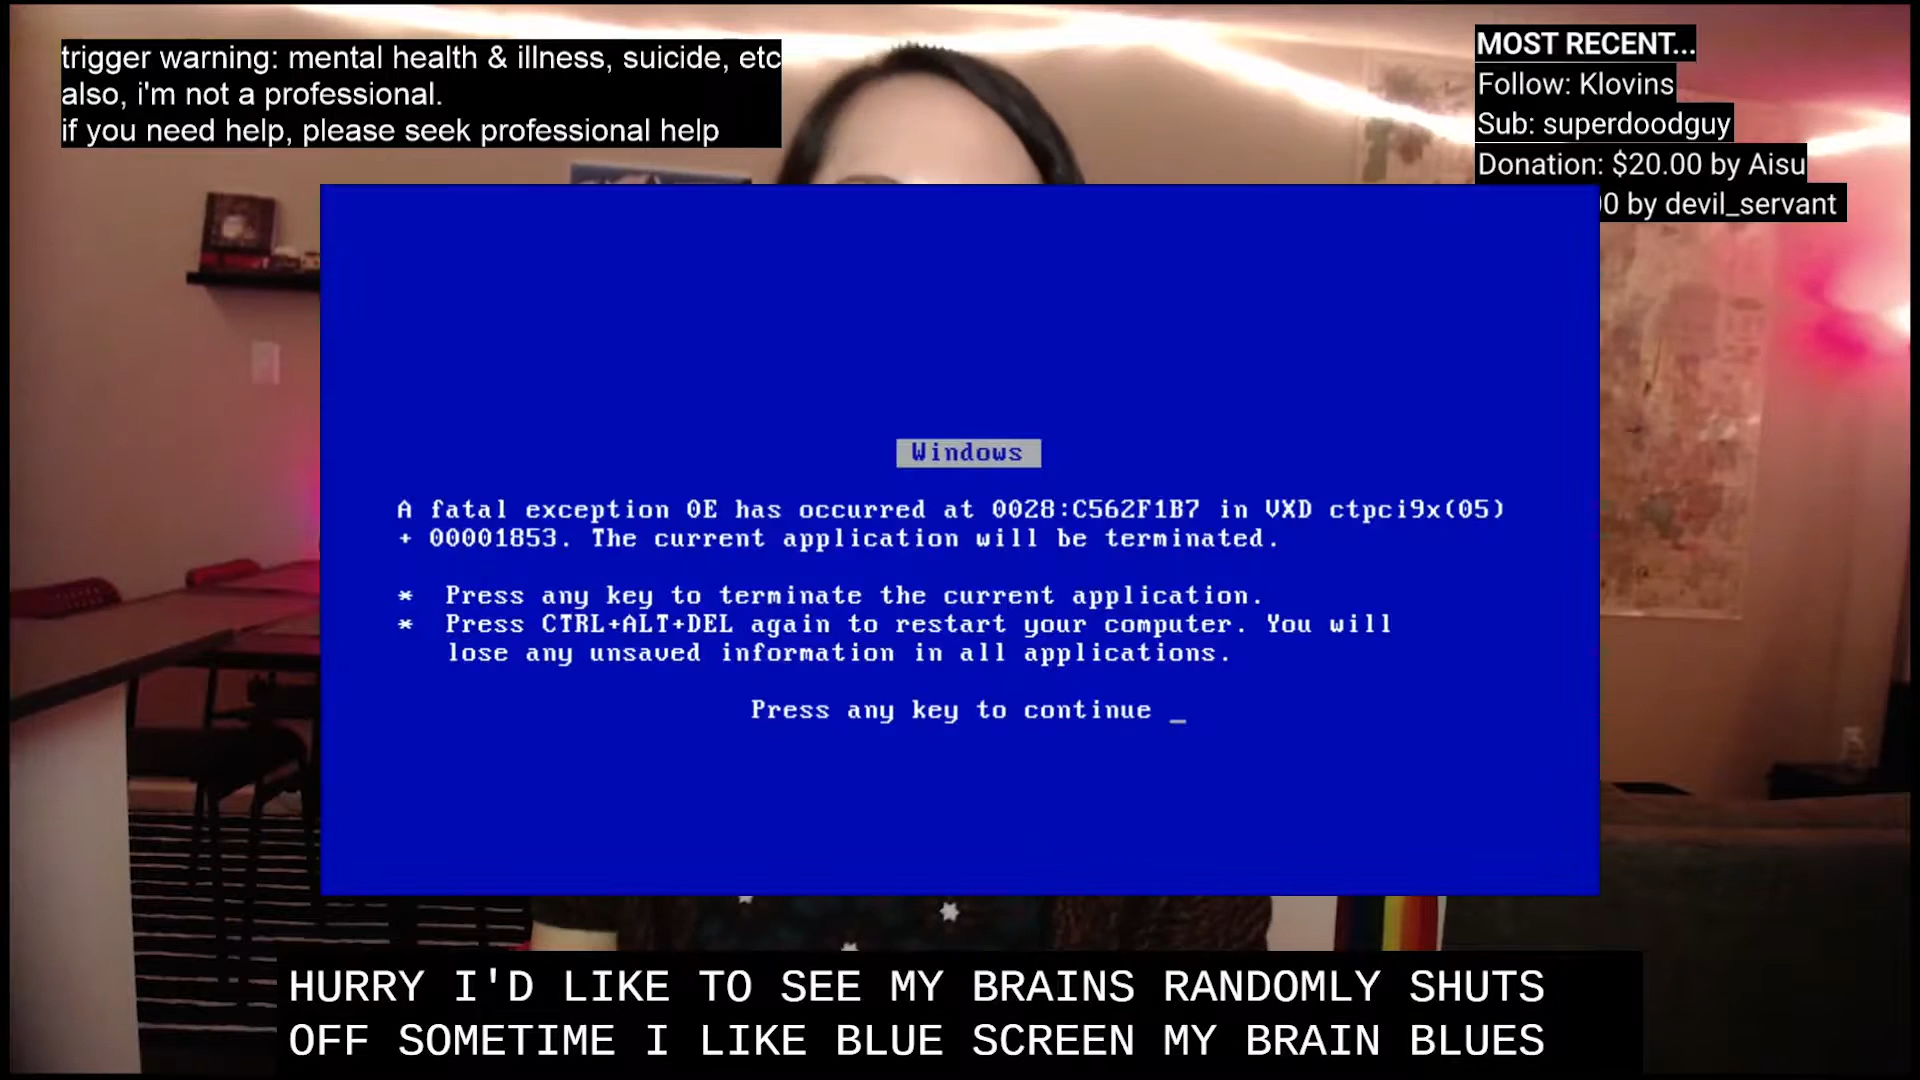 trigger warning: mental health & illness, suicide, etc
also, i'm not a professional.
if you need help, please seek professional help
MOST RECENT...
Follow: Klovins
Sub: superdoodguy
Donation: $20.00 by Aisu
00 by devil_servant
Windows
A fatal exception 0E has occurred at 0028:C562F1B7 in VXD ctpci9x(05)
+ 00001853. The current application will be terminated.
* Press any key to terminate the current application.
* Press CTRL+ALT+DEL again to restart your computer. You will
lose any unsaved information in all applications.
Press any key to continue _
HURRY I'D LIKE TO SEE MY BRAINS RANDOMLY SHUTS
OFF SOMETIME I LIKE BLUE SCREEN MY BRAIN BLUES